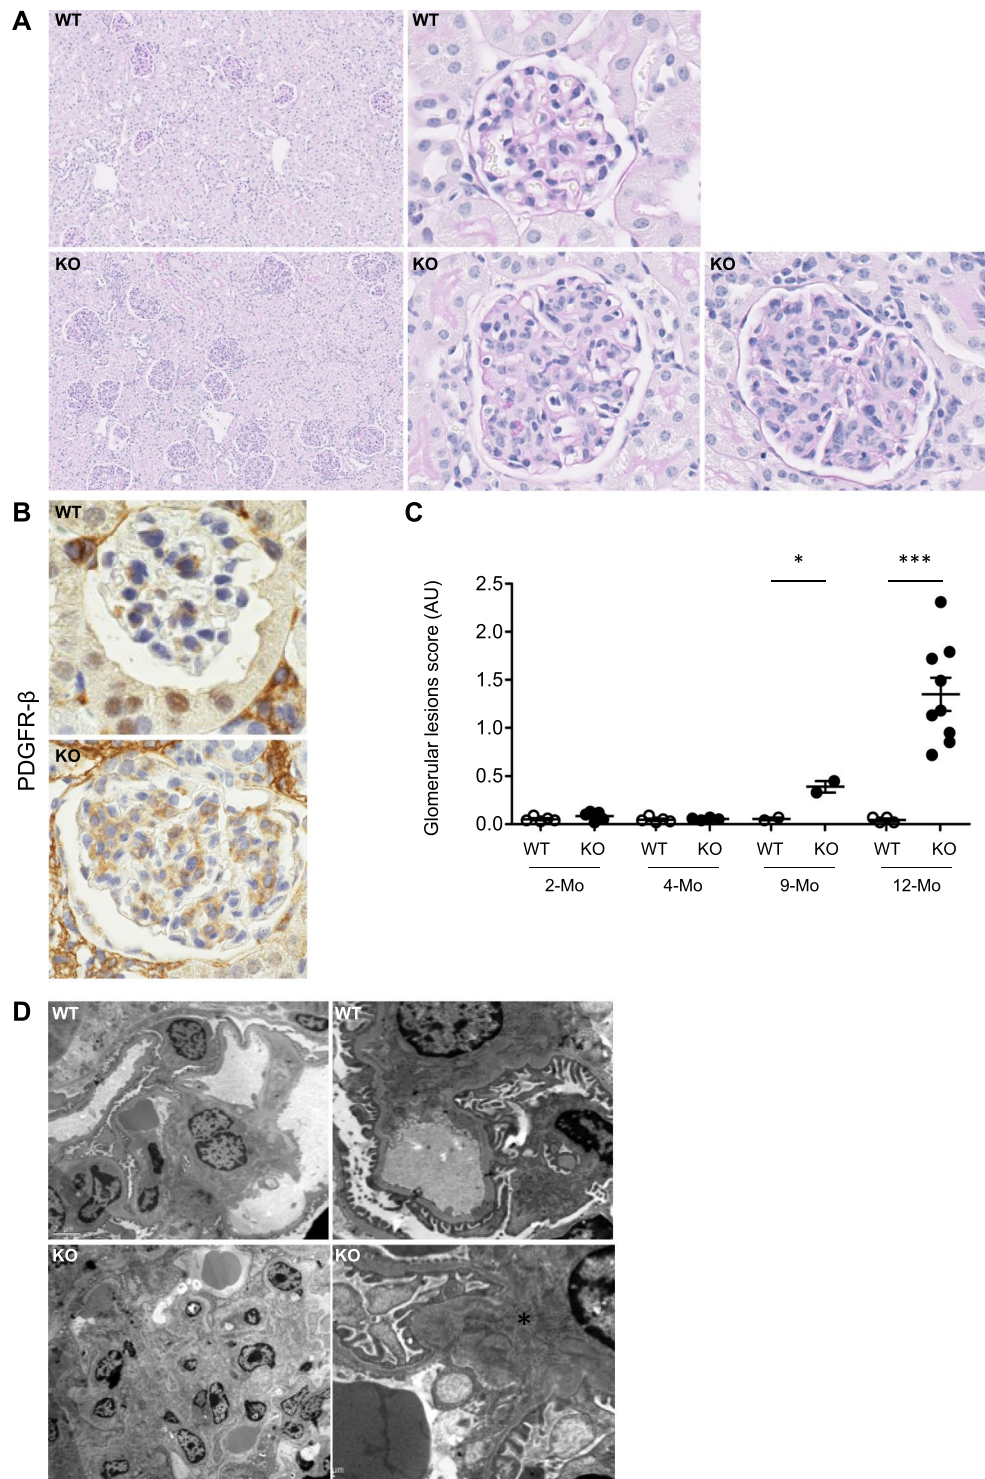 A
WT
WT
KO
KO
KO
B
WT
PDGFR-β
KO
C
*
***
Glomerular lesions score (AU)
2.5
2.0
1.5
1.0
0.5
0.0
WT KO WT KO WT KO WT KO
2-Mo 4-Mo 9-Mo 12-Mo
D
WT
WT
KO
KO
*